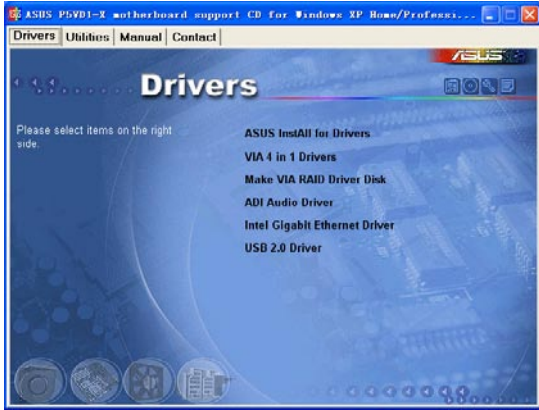 ASUS P5VD1-X motherboard support CD for Windows XP Home/Professi...
Drivers Utilities Manual Contact
ASUS
Drivers
Please select items on the right
side.
ASUS InstAll for Drivers
VIA 4 in 1 Drivers
Make VIA RAID Driver Disk
ADI Audio Driver
Intel Gigabit Ethernet Driver
USB 2.0 Driver